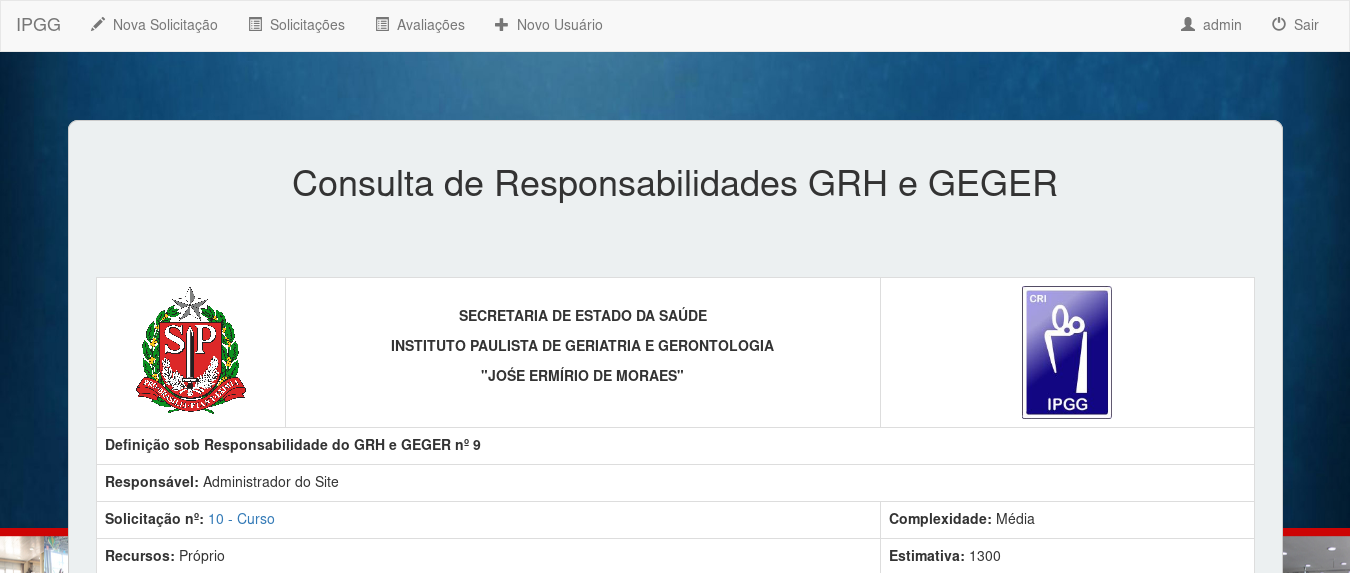 IPGG Nova Solicitação Solicitações Avaliações Novo Usuário admin Sair
Consulta de Responsabilidades GRH e GEGER
SP
SECRETARIA DE ESTADO DA SAÚDE
INSTITUTO PAULISTA DE GERIATRIA E GERONTOLOGIA
"JOSÉ ERMÍRIO DE MORAES"
CRI
IPGG
Definição sob Responsabilidade do GRH e GEGER nº 9
Responsável: Administrador do Site
Solicitação nº: 10 - Curso Complexidade: Média
Recursos: Próprio Estimativa: 1300